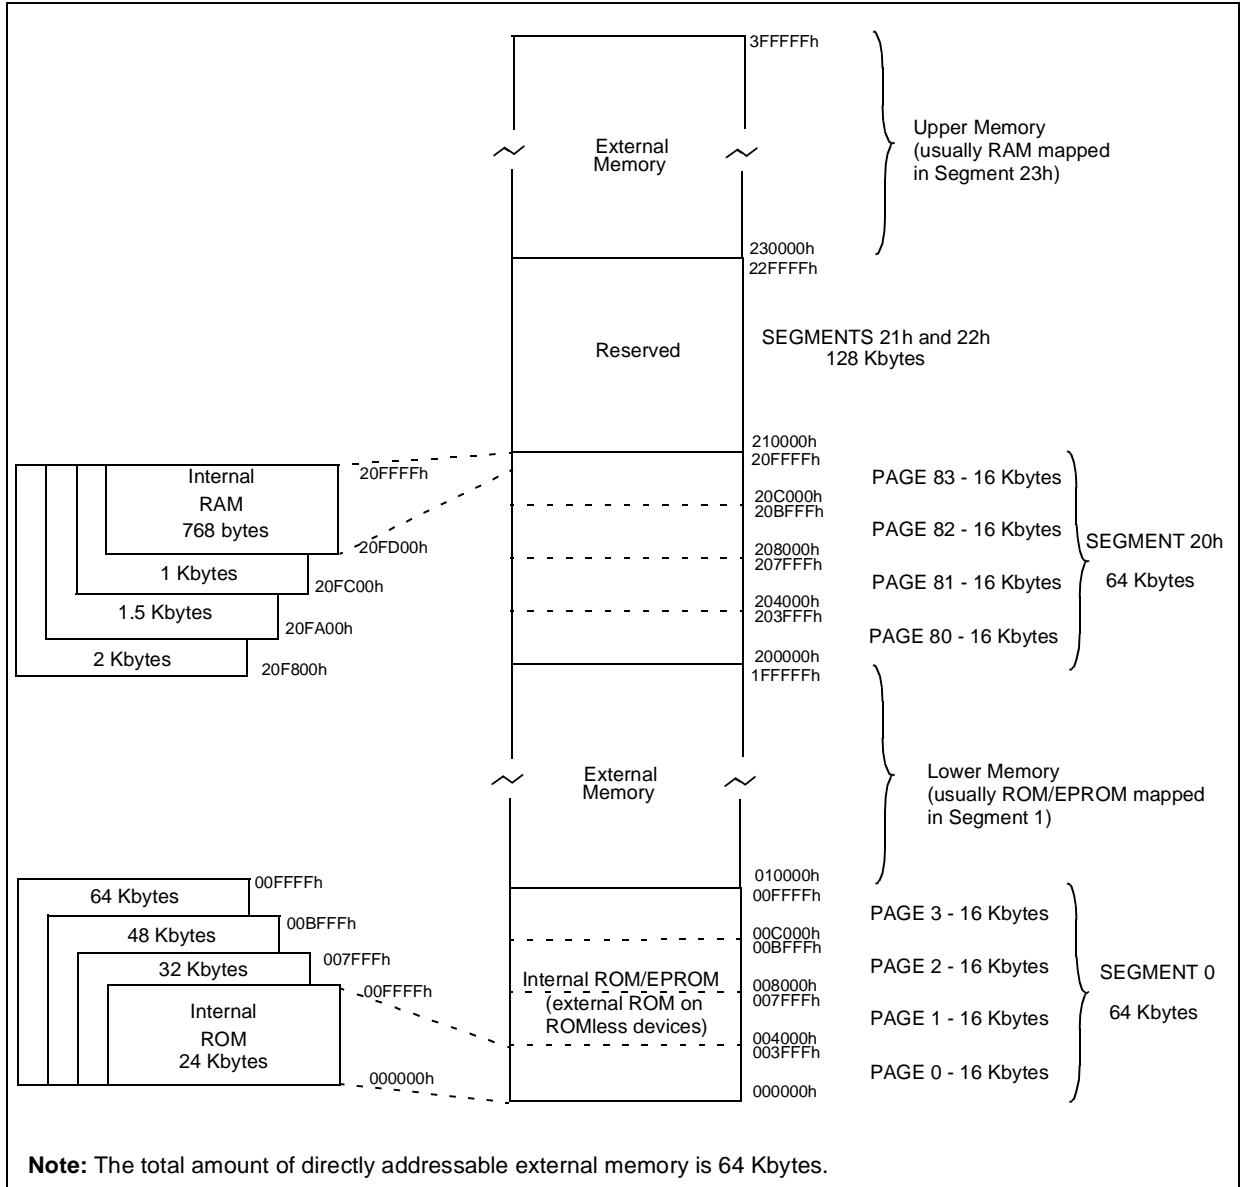 3FFFFFh
External
Memory
Upper Memory
(usually RAM mapped
in Segment 23h)
230000h
22FFFFh
Reserved
SEGMENTS 21h and 22h
128 Kbytes
210000h
20FFFFh
Internal
RAM
768 bytes
20FFFFh
20FD00h
1 Kbytes
20FC00h
1.5 Kbytes
20FA00h
2 Kbytes
20F800h
PAGE 83 - 16 Kbytes
20C000h
20BFFFh
PAGE 82 - 16 Kbytes
208000h
207FFFh
PAGE 81 - 16 Kbytes
204000h
203FFFh
PAGE 80 - 16 Kbytes
SEGMENT 20h
64 Kbytes
200000h
1FFFFFh
External
Memory
Lower Memory
(usually ROM/EPROM mapped
in Segment 1)
010000h
00FFFFh
64 Kbytes
00FFFFh
48 Kbytes
00BFFFh
32 Kbytes
007FFFh
Internal
ROM
24 Kbytes
00FFFFh
000000h
Internal ROM/EPROM
(external ROM on
ROMless devices)
PAGE 3 - 16 Kbytes
00C000h
00BFFFh
PAGE 2 - 16 Kbytes
008000h
007FFFh
PAGE 1 - 16 Kbytes
004000h
003FFFh
PAGE 0 - 16 Kbytes
000000h
SEGMENT 0
64 Kbytes
Note: The total amount of directly addressable external memory is 64 Kbytes.